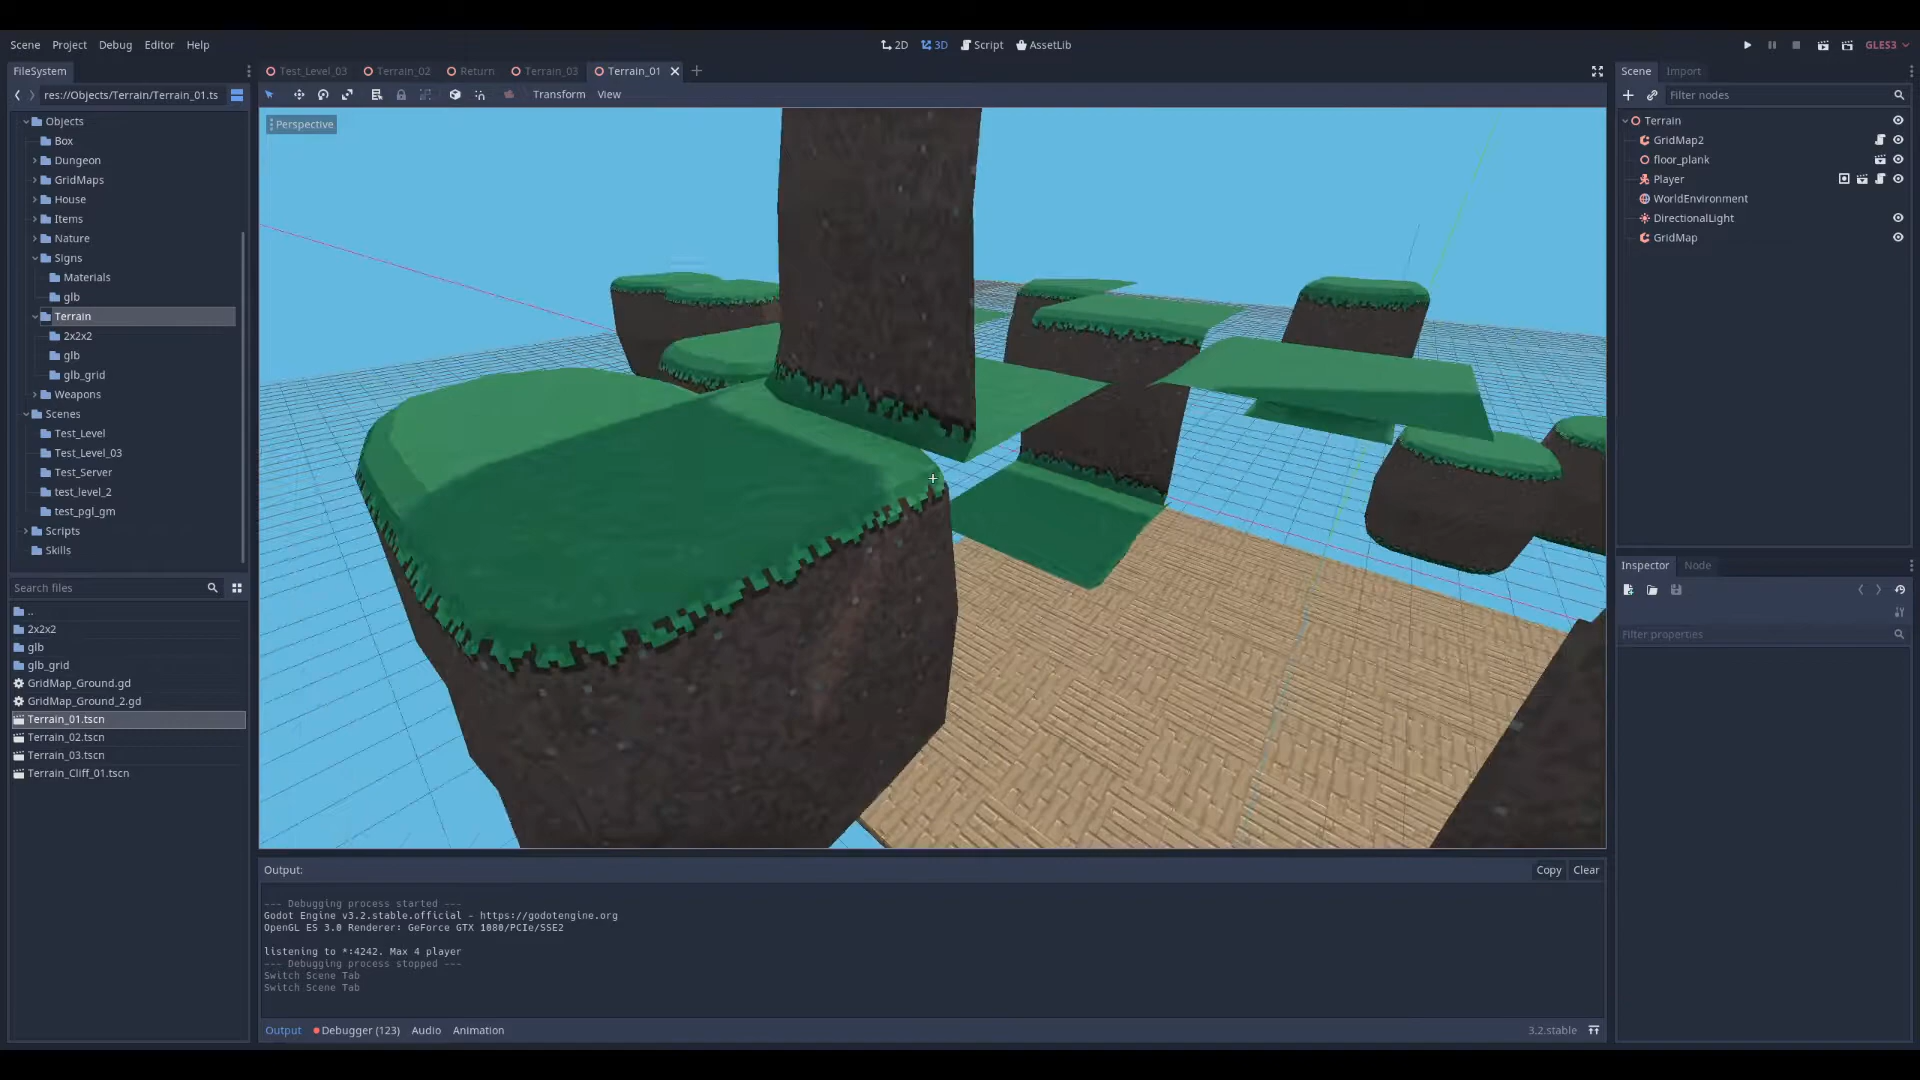 Scene Project Debug Editor Help
2D 3D Script AssetLib
GLES3
FileSystem
Test_Level_03 Terrain_02 Return Terrain_03 Terrain_01
Scene Import
res://Objects/Terrain/Terrain_01.ts
Transform View
Filter nodes
Perspective
Objects
Box
Dungeon
GridMaps
House
Items
Nature
Signs
Materials
glb
Terrain
2x2x2
glb
glb_grid
Weapons
Scenes
Test_Level
Test_Level_03
Test_Server
test_level_2
test_pgl_gm
Scripts
Skills
Search files
..
2x2x2
glb
glb_grid
GridMap_Ground.gd
GridMap_Ground_2.gd
Terrain_01.tscn
Terrain_02.tscn
Terrain_03.tscn
Terrain_Cliff_01.tscn
Terrain
GridMap2
floor_plank
Player
WorldEnvironment
DirectionalLight
GridMap
Inspector Node
Filter properties
Output:
Copy Clear
--- Debugging process started ---
Godot Engine v3.2.stable.official - https://godotengine.org
OpenGL ES 3.0 Renderer: GeForce GTX 1080/PCIe/SSE2
listening to *:4242. Max 4 player
--- Debugging process stopped ---
Switch Scene Tab
Switch Scene Tab
Output Debugger (123) Audio Animation
3.2.stable